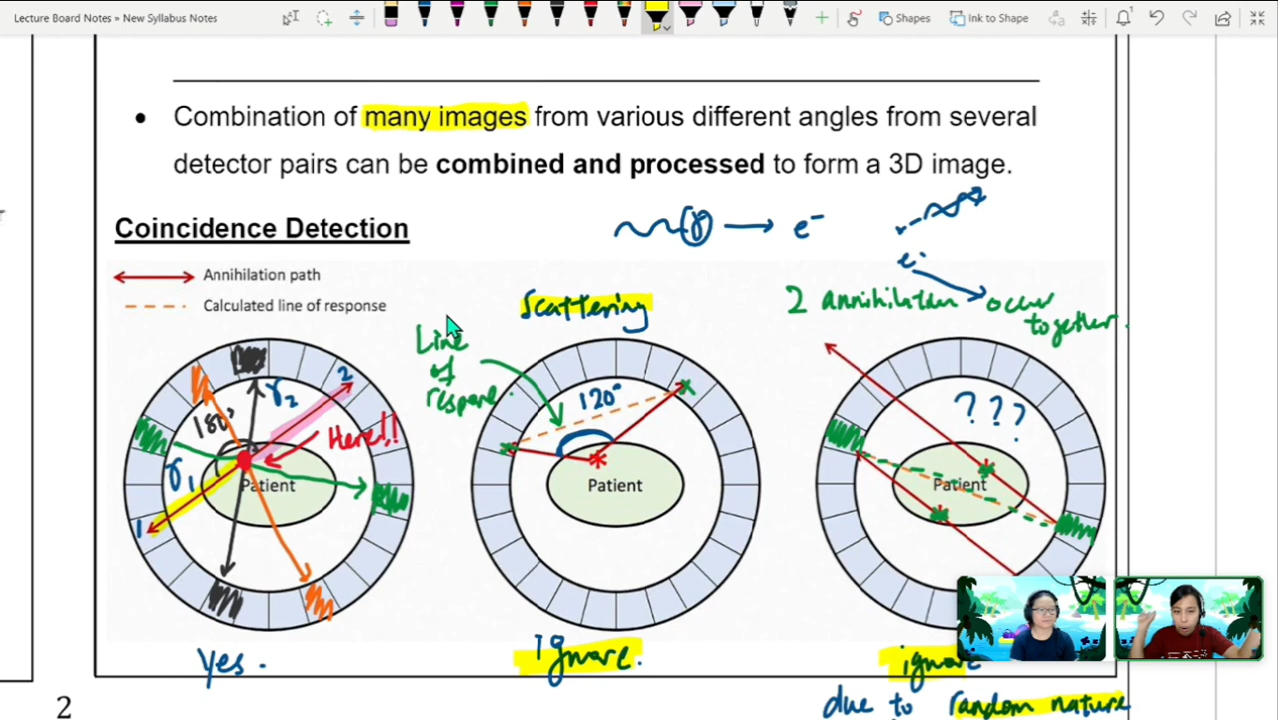 Lecture Board Notes » New Syllabus Notes
Shapes
Ink to Shape
Combination of many images from various different angles from several
detector pairs can be combined and processed to form a 3D image.
Coincidence Detection
γ → e⁻
e⁻
Annihilation path
Calculated line of response
Scattering
2 annihilation occur
together.
Line
of
response.
2
γ₂
180°
Here!!
γ₁
1
Patient
120°
Patient
???
Patient
Yes.
ignore.
ignore
due to random nature
2